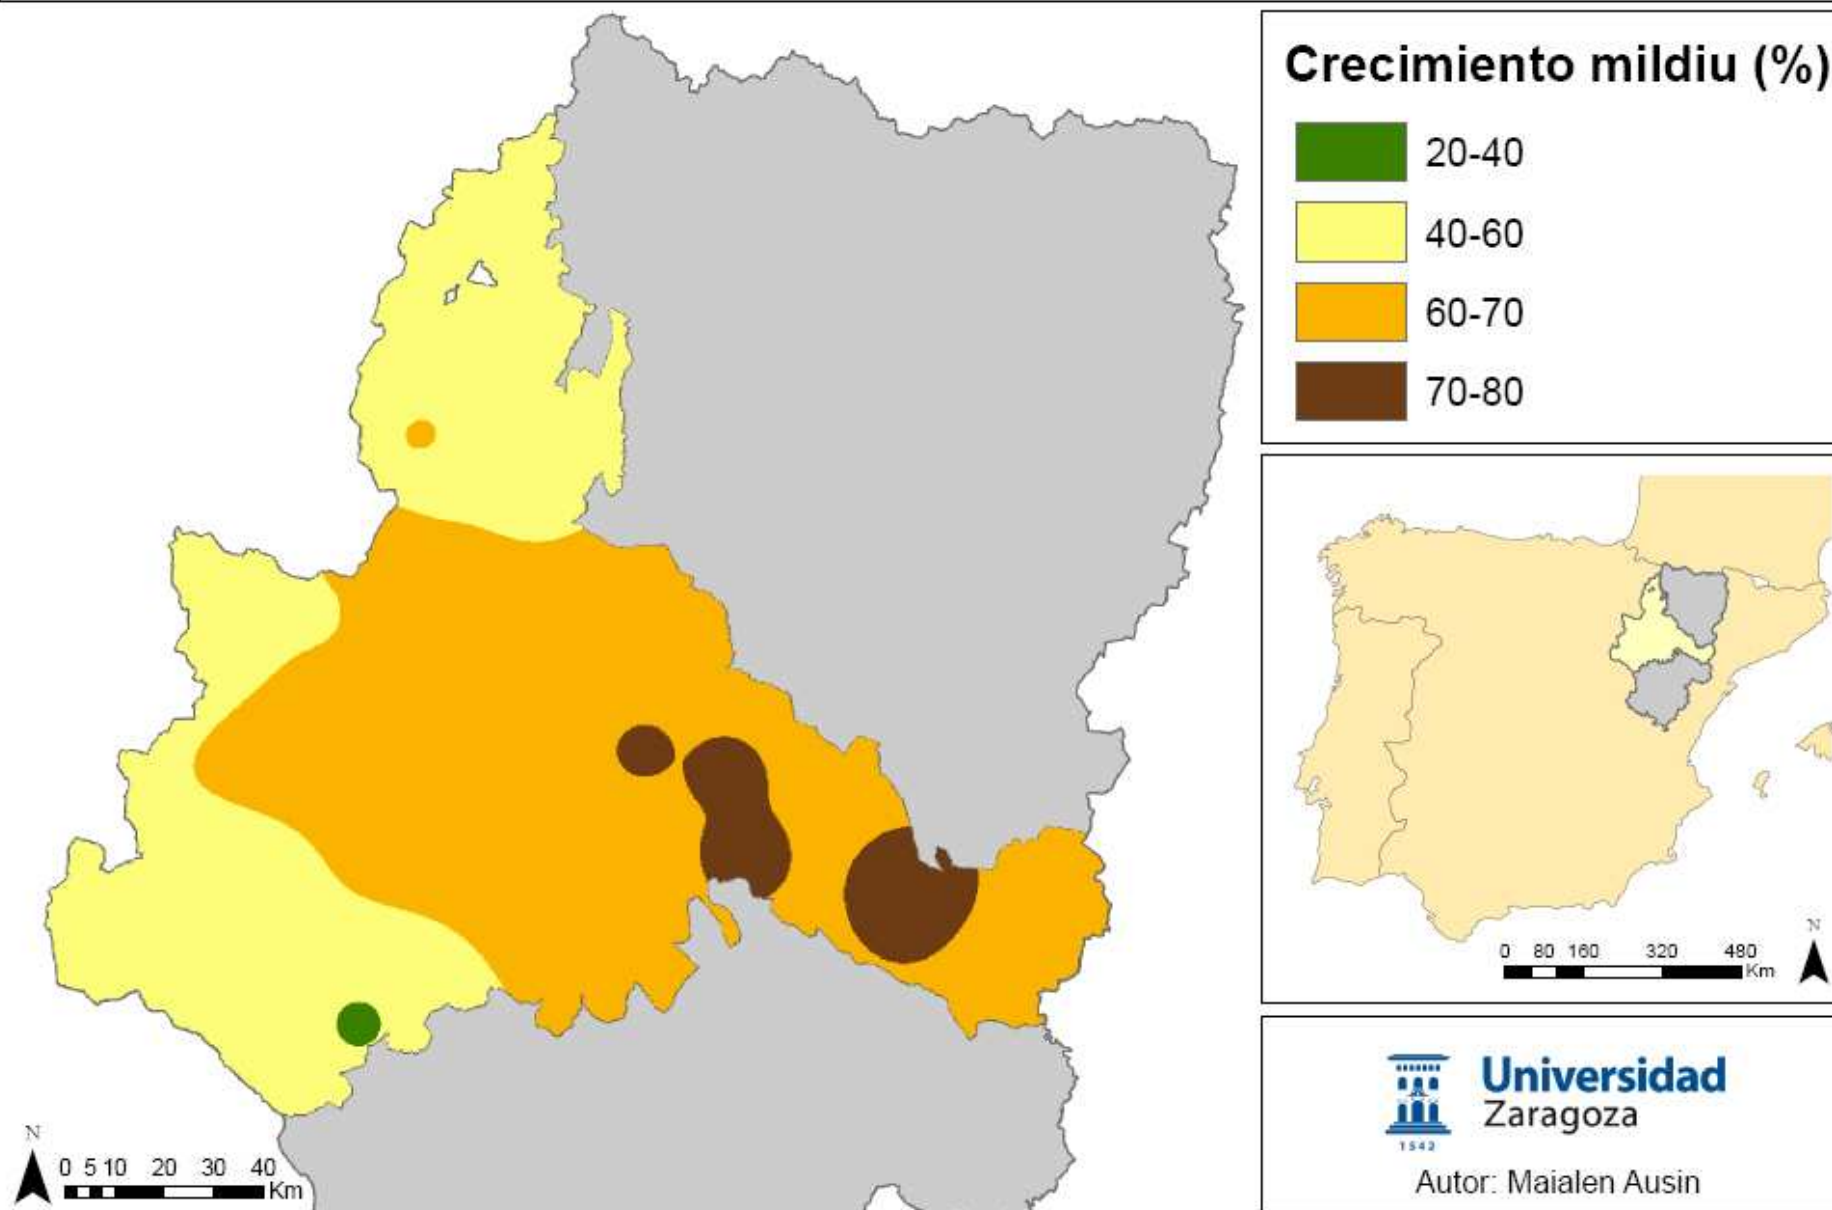 Crecimiento mildiu (%)
20-40
40-60
60-70
70-80
N
0 80 160 320 480
Km
Universidad
Zaragoza
1542
Autor: Maialen Ausin
N
0 5 10 20 30 40
Km